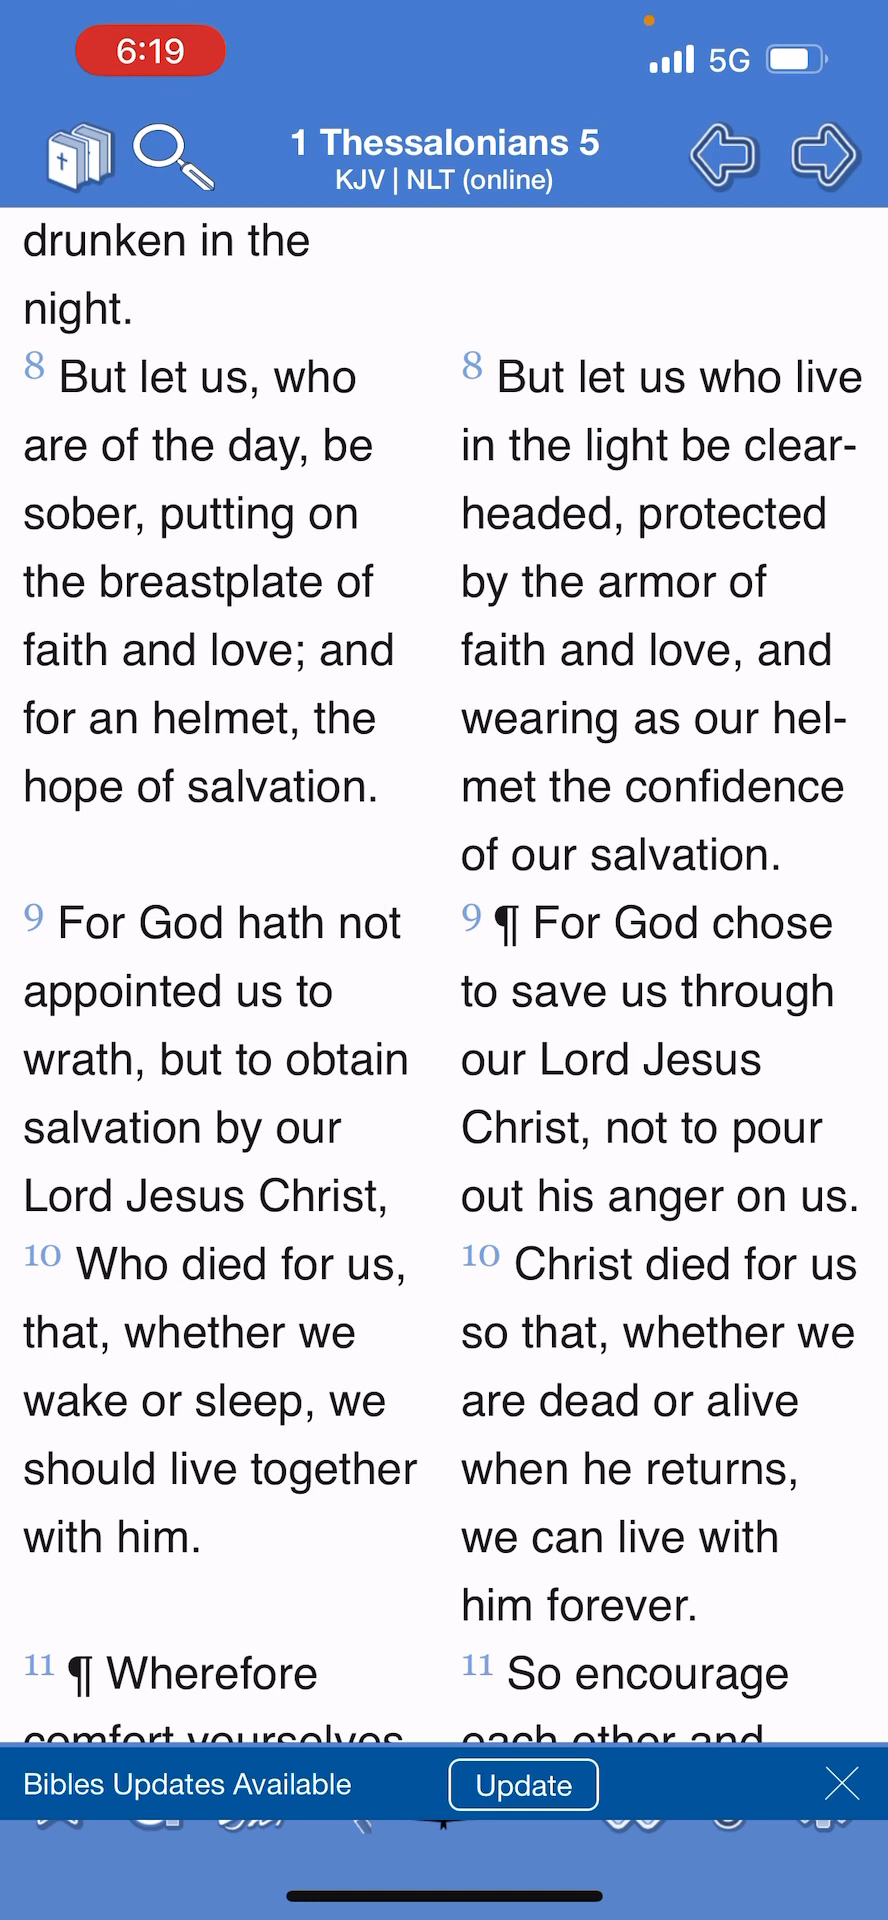 6:19
5G
1 Thessalonians 5
KJV | NLT (online)
drunken in the
night.
8 But let us, who
are of the day, be
sober, putting on
the breastplate of
faith and love; and
for an helmet, the
hope of salvation.
9 For God hath not
appointed us to
wrath, but to obtain
salvation by our
Lord Jesus Christ,
10 Who died for us,
that, whether we
wake or sleep, we
should live together
with him.
11 ¶ Wherefore
comfort yourselves
8 But let us who live
in the light be clear-
headed, protected
by the armor of
faith and love, and
wearing as our hel-
met the confidence
of our salvation.
9 ¶ For God chose
to save us through
our Lord Jesus
Christ, not to pour
out his anger on us.
10 Christ died for us
so that, whether we
are dead or alive
when he returns,
we can live with
him forever.
11 So encourage
each other and
Bibles Updates Available
Update